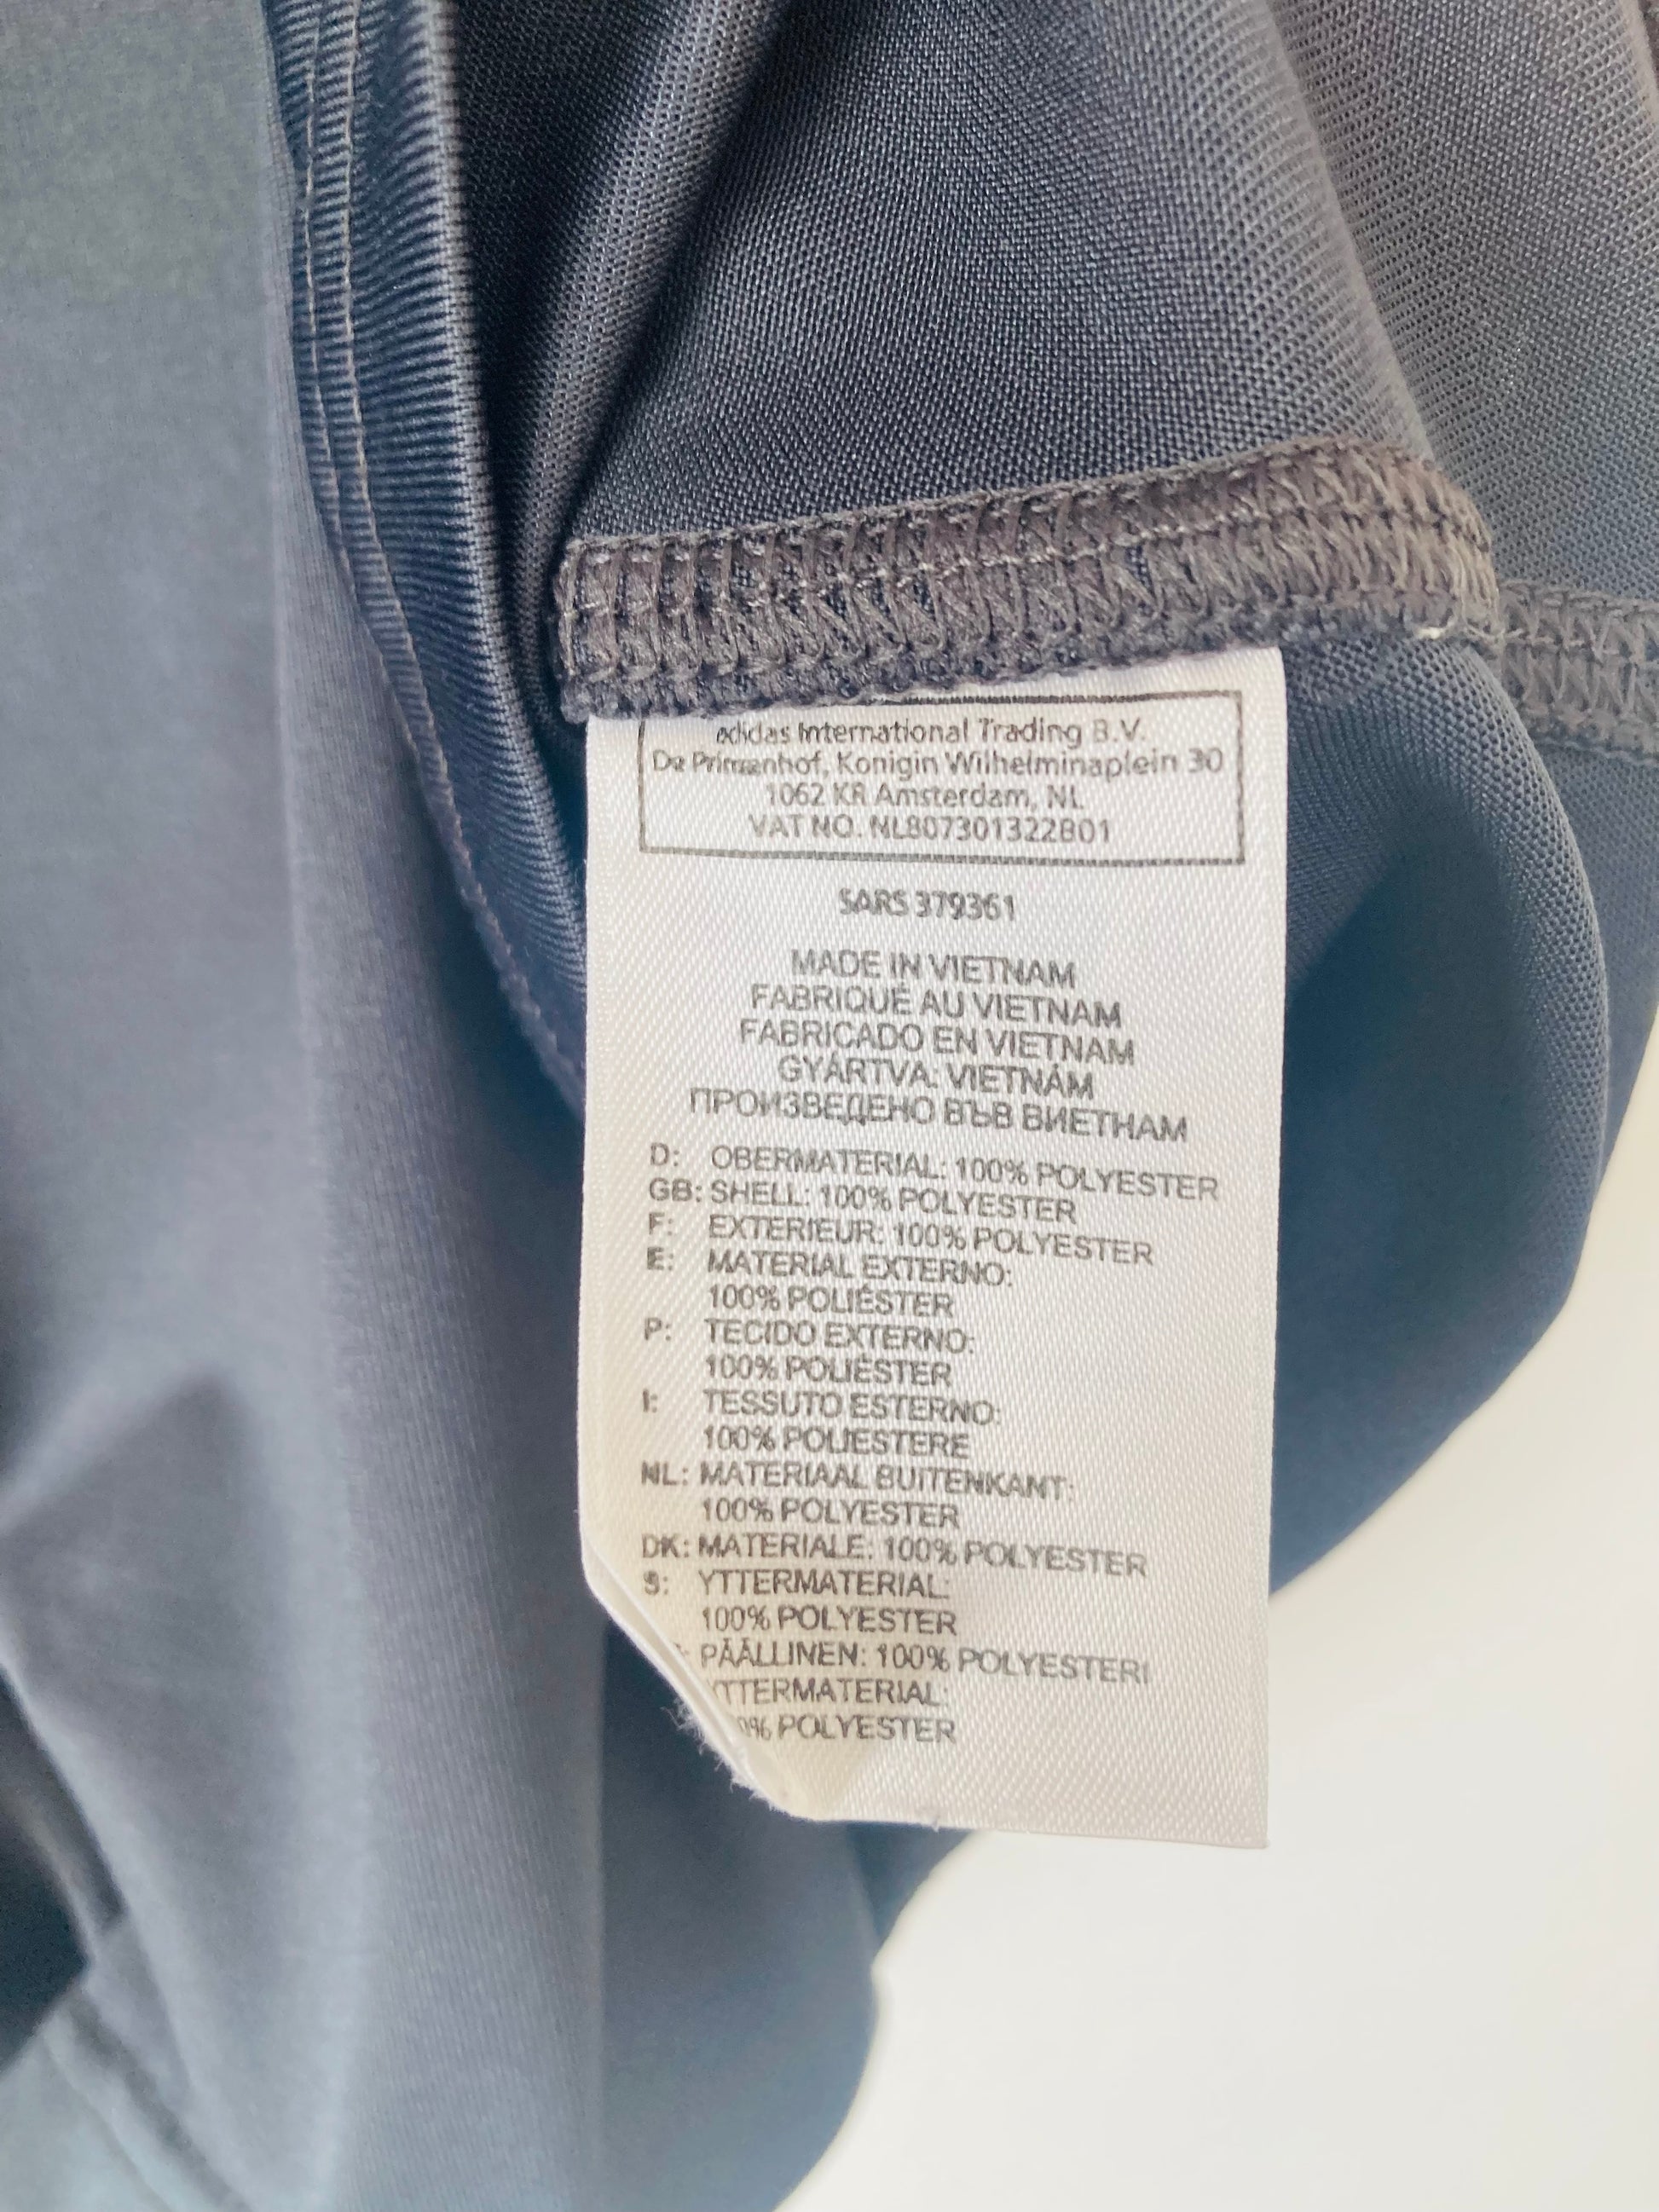 adidas International Trading B.V.
De Prinsenhof, Konigin Wilhelminaplein 30
1062 KR Amsterdam, NL
VAT NO. NL807301322B01
SARS 379361
MADE IN VIETNAM
FABRIQUÉ AU VIETNAM
FABRICADO EN VIETNAM
GYÁRTVA: VIETNÁM
ПРОИЗВЕДЕНО ВЪВ ВИЕТНАМ
D: OBERMATERIAL: 100% POLYESTER
GB: SHELL: 100% POLYESTER
F: EXTERIEUR: 100% POLYESTER
E: MATERIAL EXTERNO:
100% POLIÉSTER
P: TECIDO EXTERNO:
100% POLIÉSTER
I: TESSUTO ESTERNO:
100% POLIESTERE
NL: MATERIAAL BUITENKANT:
100% POLYESTER
DK: MATERIALE: 100% POLYESTER
S: YTTERMATERIAL:
100% POLYESTER
PÄÄLLINEN: 100% POLYESTERI
YTTERMATERIAL:
POLYESTER